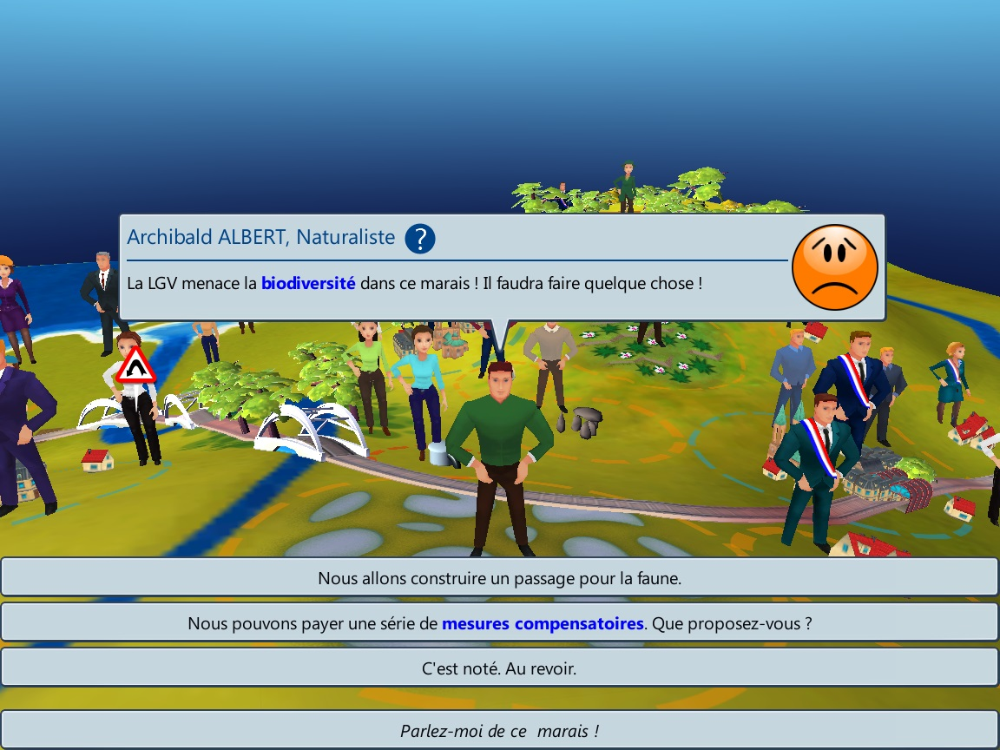 Archibald ALBERT, Naturaliste ?
La LGV menace la biodiversité dans ce marais ! Il faudra faire quelque chose !
Nous allons construire un passage pour la faune.
Nous pouvons payer une série de mesures compensatoires. Que proposez-vous ?
C'est noté. Au revoir.
Parlez-moi de ce  marais !